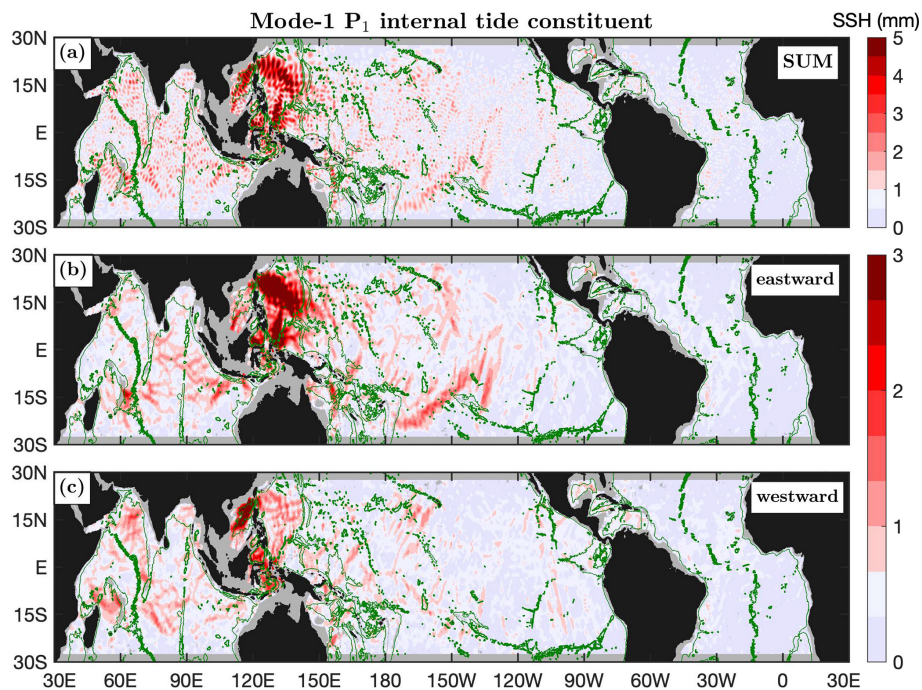 Mode-1 P₁ internal tide constituent
SSH (mm)
30N
(a)
SUM
5
15N
4
E
3
2
15S
1
30S
0
30N
(b)
eastward
3
15N
E
2
15S
30S
30N
(c)
westward
1
15N
E
15S
30S
0
30E 60E 90E 120E 150E 180 150W 120W 90W 60W 30W 0 30E